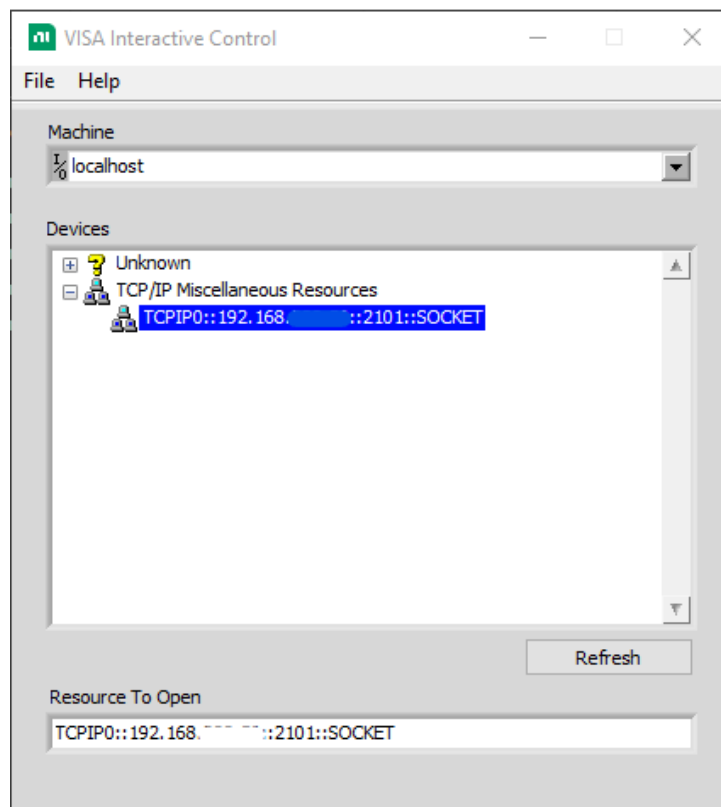 VISA Interactive Control
File Help
Machine
localhost
Devices
Unknown
TCP/IP Miscellaneous Resources
TCPIP0::192.168. ::2101::SOCKET
Refresh
Resource To Open
TCPIP0::192.168. ::2101::SOCKET